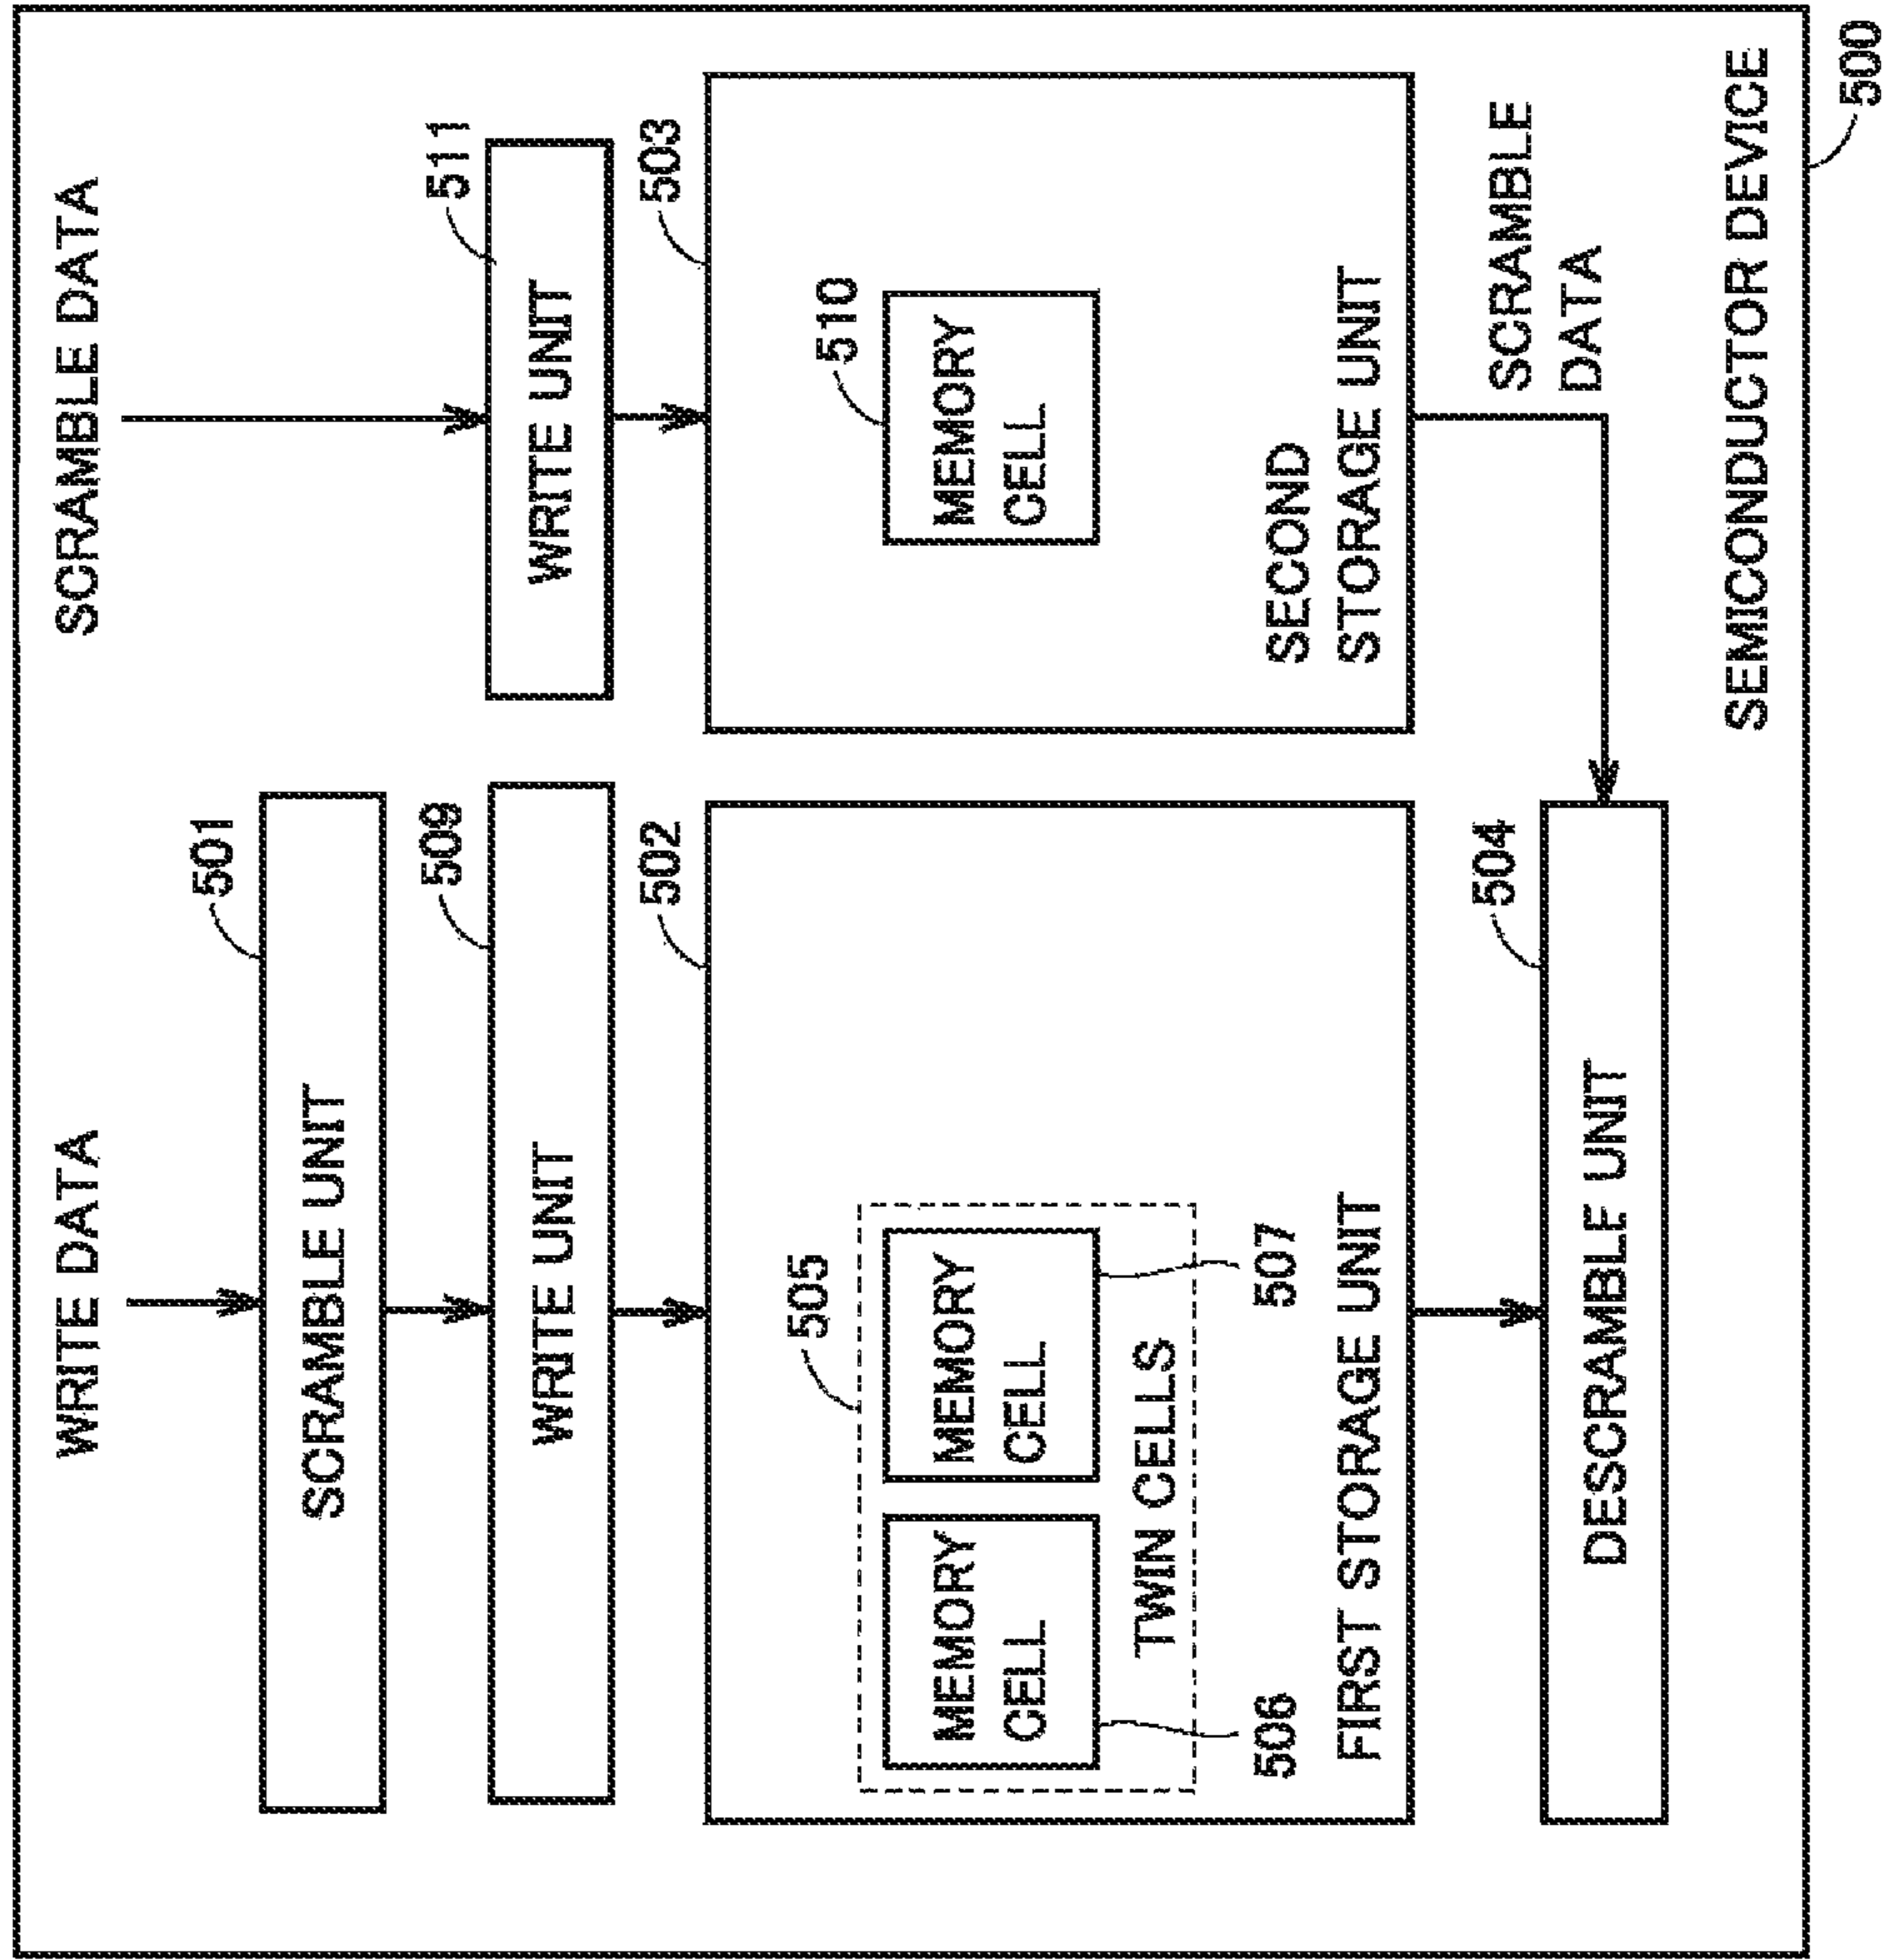 WRITE DATA
SCRAMBLE DATA
501
SCRAMBLE UNIT
509
WRITE UNIT
511
WRITE UNIT
502
503
505
MEMORY
CELL
MEMORY
CELL
TWIN CELLS
506
507
FIRST STORAGE UNIT
510
MEMORY
CELL
SECOND
STORAGE UNIT
504
DESCRAMBLE UNIT
SCRAMBLE
DATA
SEMICONDUCTOR DEVICE
500